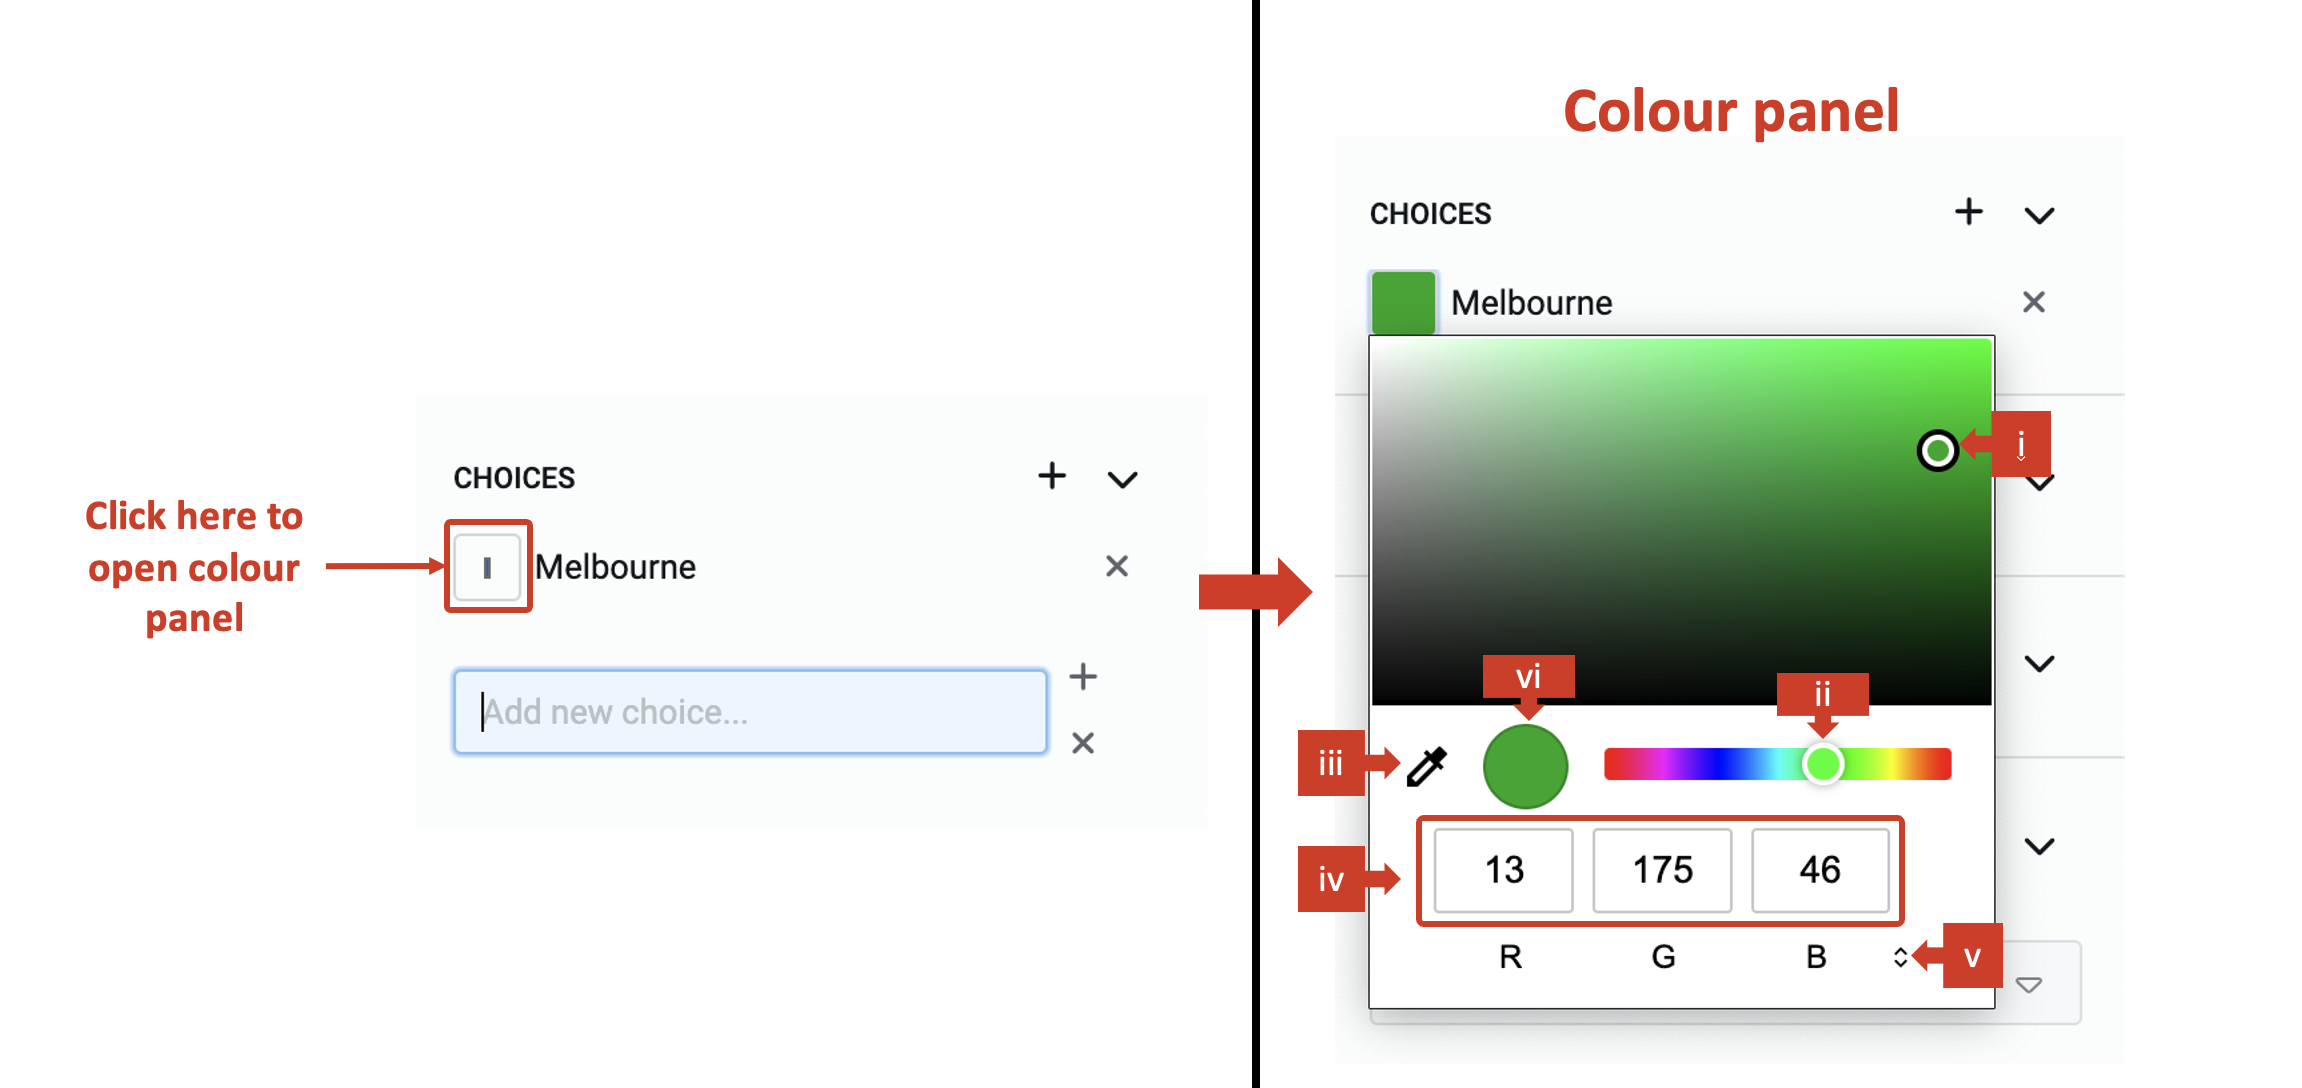 Click here to
open colour
panel
CHOICES
Melbourne
Add new choice...
Colour panel
CHOICES
Melbourne
i
vi
ii
iii
iv
13 175 46
R G B
v